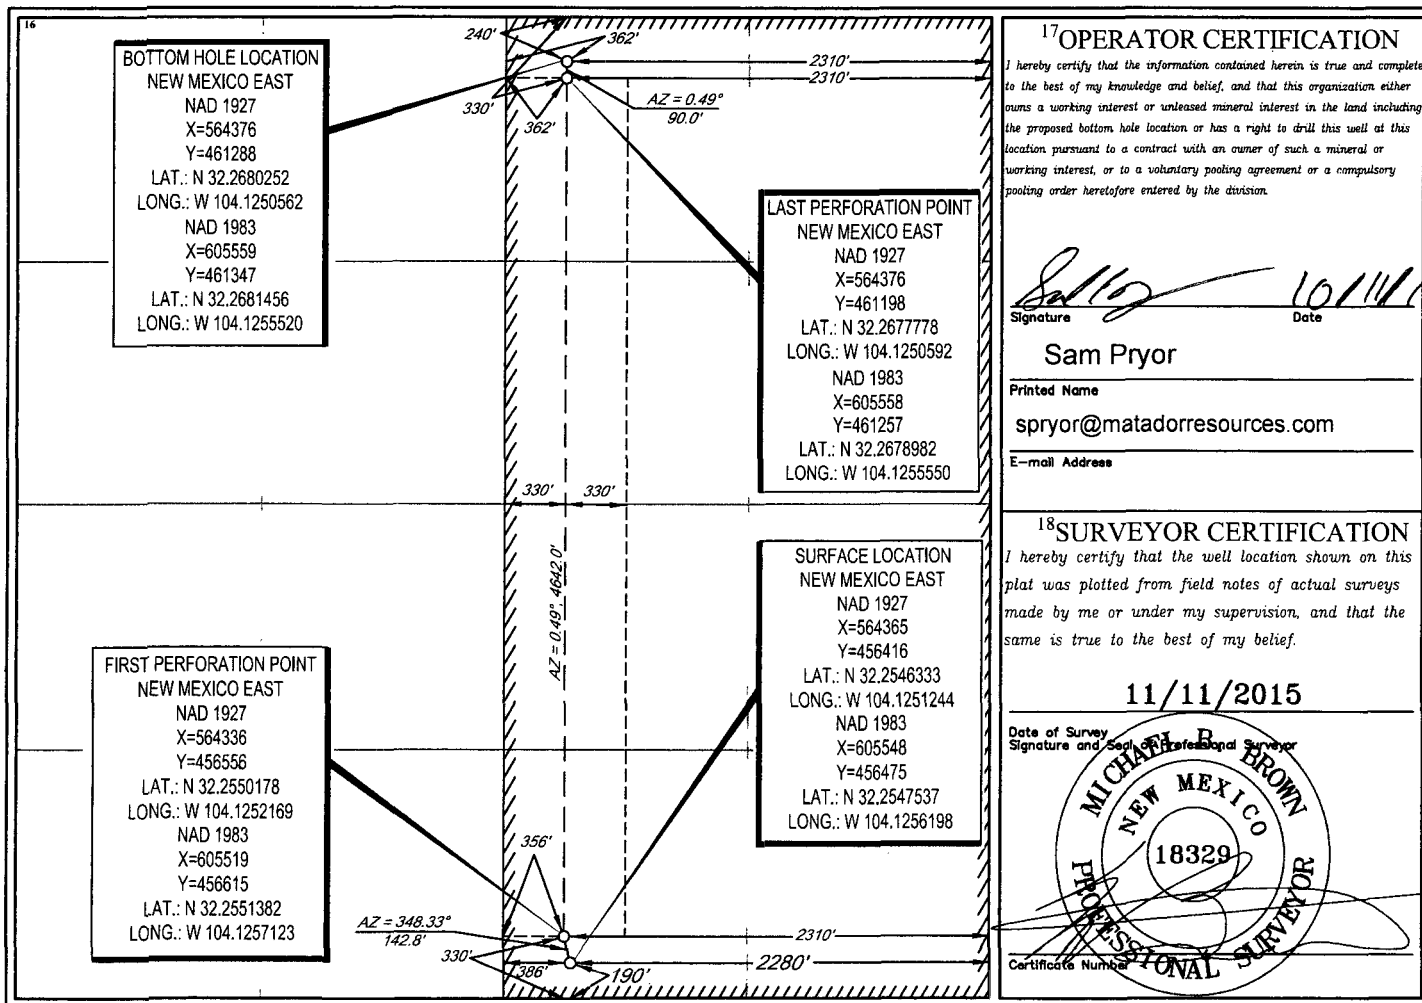 16
240'
362'
2310'
2310'
330'
362'
AZ = 0.49°
90.0'
BOTTOM HOLE LOCATION
NEW MEXICO EAST
NAD 1927
X=564376
Y=461288
LAT.: N 32.2680252
LONG.: W 104.1250562
NAD 1983
X=605559
Y=461347
LAT.: N 32.2681456
LONG.: W 104.1255520
LAST PERFORATION POINT
NEW MEXICO EAST
NAD 1927
X=564376
Y=461198
LAT.: N 32.2677778
LONG.: W 104.1250592
NAD 1983
X=605558
Y=461257
LAT.: N 32.2678982
LONG.: W 104.1255550
330'
330'
AZ = 0.49°, 4642.0'
SURFACE LOCATION
NEW MEXICO EAST
NAD 1927
X=564365
Y=456416
LAT.: N 32.2546333
LONG.: W 104.1251244
NAD 1983
X=605548
Y=456475
LAT.: N 32.2547537
LONG.: W 104.1256198
FIRST PERFORATION POINT
NEW MEXICO EAST
NAD 1927
X=564336
Y=456556
LAT.: N 32.2550178
LONG.: W 104.1252169
NAD 1983
X=605519
Y=456615
LAT.: N 32.2551382
LONG.: W 104.1257123
356'
AZ = 348.33°
142.8'
2310'
330'
386'
190'
2280'
17 OPERATOR CERTIFICATION
I hereby certify that the information contained herein is true and complete
to the best of my knowledge and belief, and that this organization either
owns a working interest or unleased mineral interest in the land including
the proposed bottom hole location or has a right to drill this well at this
location pursuant to a contract with an owner of such a mineral or
working interest, or to a voluntary pooling agreement or a compulsory
pooling order heretofore entered by the division.
10/11/1
Signature
Date
Sam Pryor
Printed Name
spryor@matadorresources.com
E-mail Address
18 SURVEYOR CERTIFICATION
I hereby certify that the well location shown on this
plat was plotted from field notes of actual surveys
made by me or under my supervision, and that the
same is true to the best of my belief.
11/11/2015
Date of Survey
Signature and Seal of Professional Surveyor
MICHAEL B. BROWN
NEW MEXICO
18329
PROFESSIONAL SURVEYOR
Certificate Number